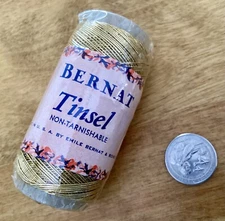 BERNAT
Tinsel
NON-TARNISHABLE
U.S.A. BY EMILE BERNAT &